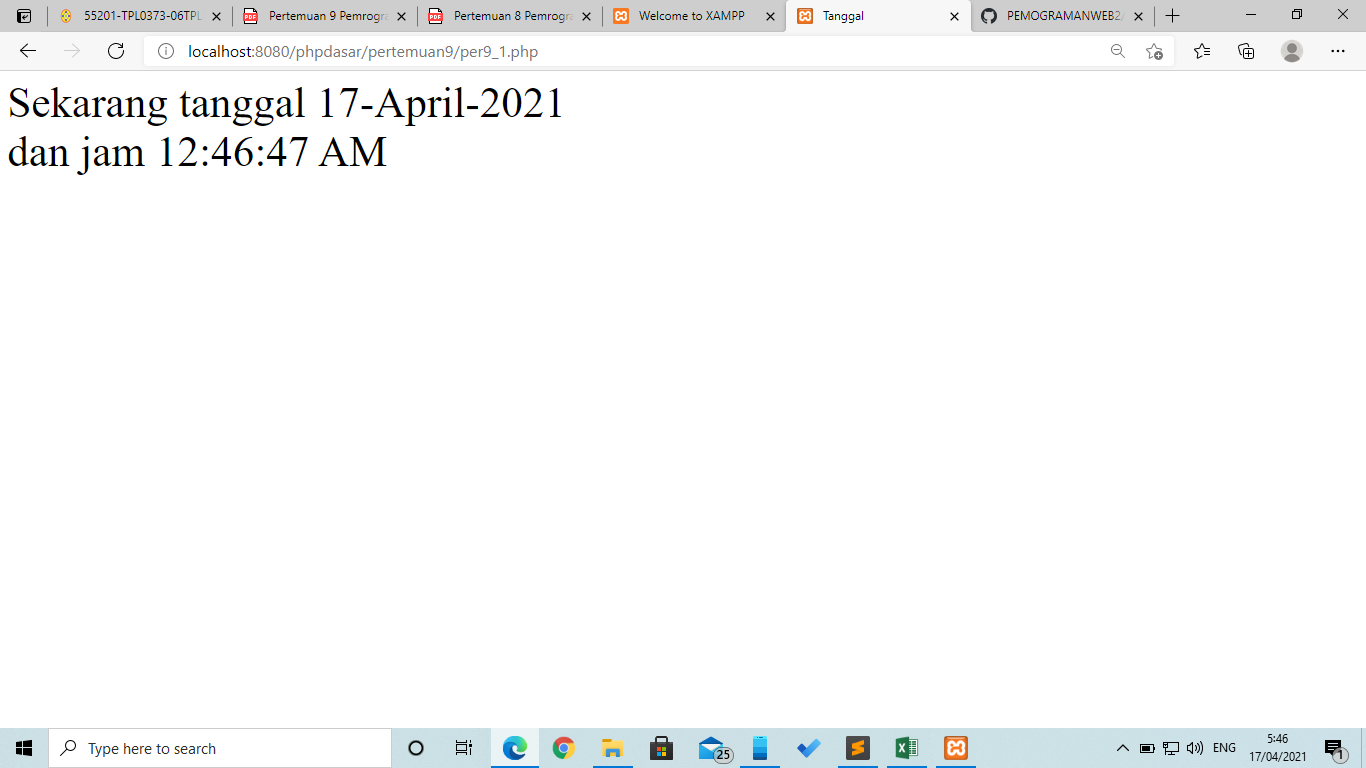 55201-TPL0373-06TPL
Pertemuan 9 Pemrogra
Pertemuan 8 Pemrogra
Welcome to XAMPP
Tanggal
PEMOGRAMANWEB2/
localhost:8080/phpdasar/pertemuan9/per9_1.php
Sekarang tanggal 17-April-2021
dan jam 12:46:47 AM
Type here to search
25
ENG
5:46
17/04/2021
1